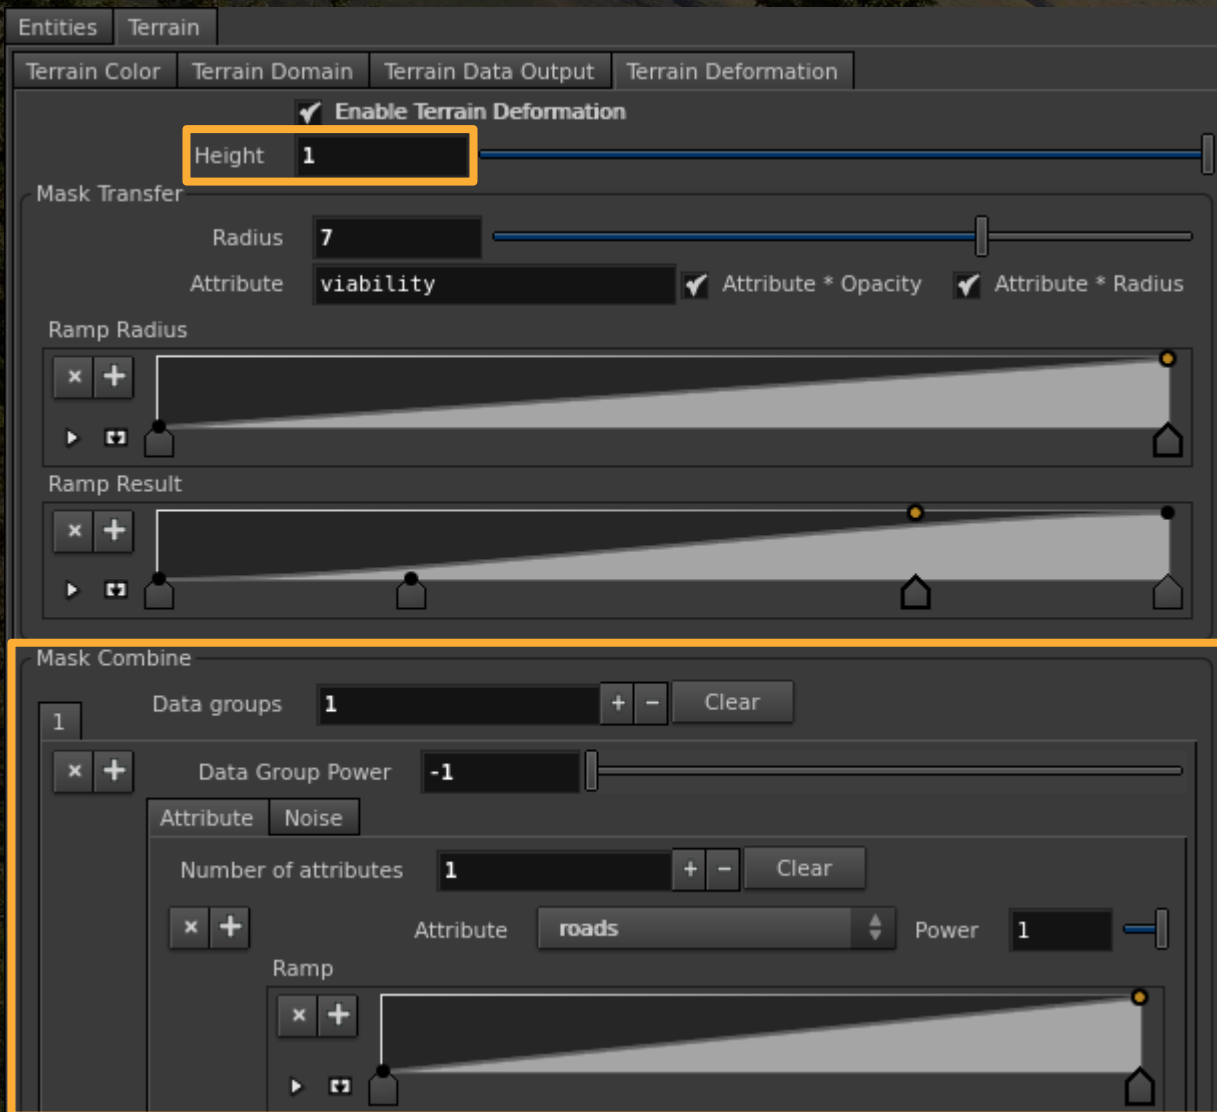 Entities Terrain
Terrain Color Terrain Domain Terrain Data Output Terrain Deformation
Enable Terrain Deformation
Height 1
Mask Transfer
Radius 7
Attribute viability Attribute * Opacity Attribute * Radius
Ramp Radius
Ramp Result
Mask Combine
1
Data groups 1 + - Clear
Data Group Power -1
Attribute Noise
Number of attributes 1 + - Clear
Attribute roads Power 1
Ramp